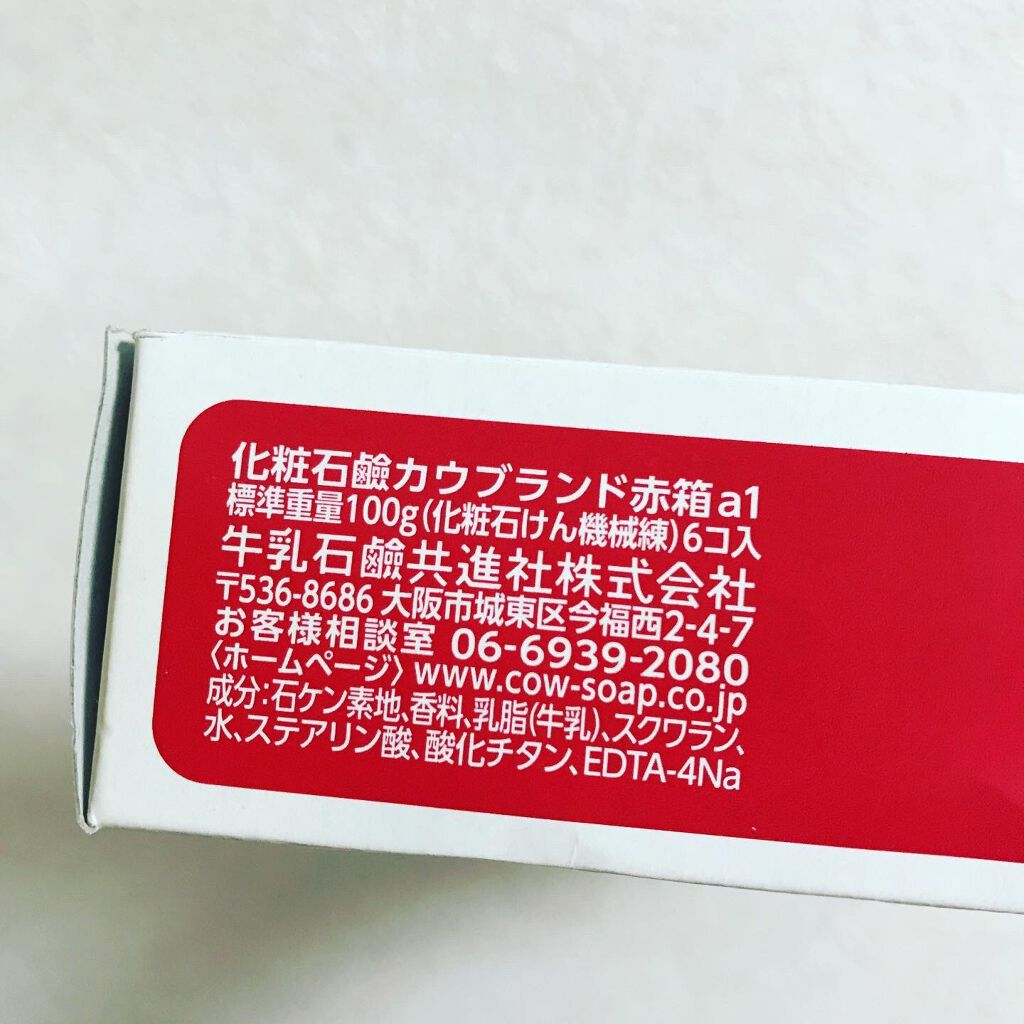 化粧石鹼カウブランド赤箱a1
標準重量100g(化粧石けん機械練)6コ入
牛乳石鹼共進社株式会社
〒536-8686 大阪市城東区今福西2-4-7
お客様相談室 06-6939-2080
〈ホームページ〉www.cow-soap.co.jp
成分:石ケン素地、香料、乳脂(牛乳)、スクワラン、
水、ステアリン酸、酸化チタン、EDTA-4Na